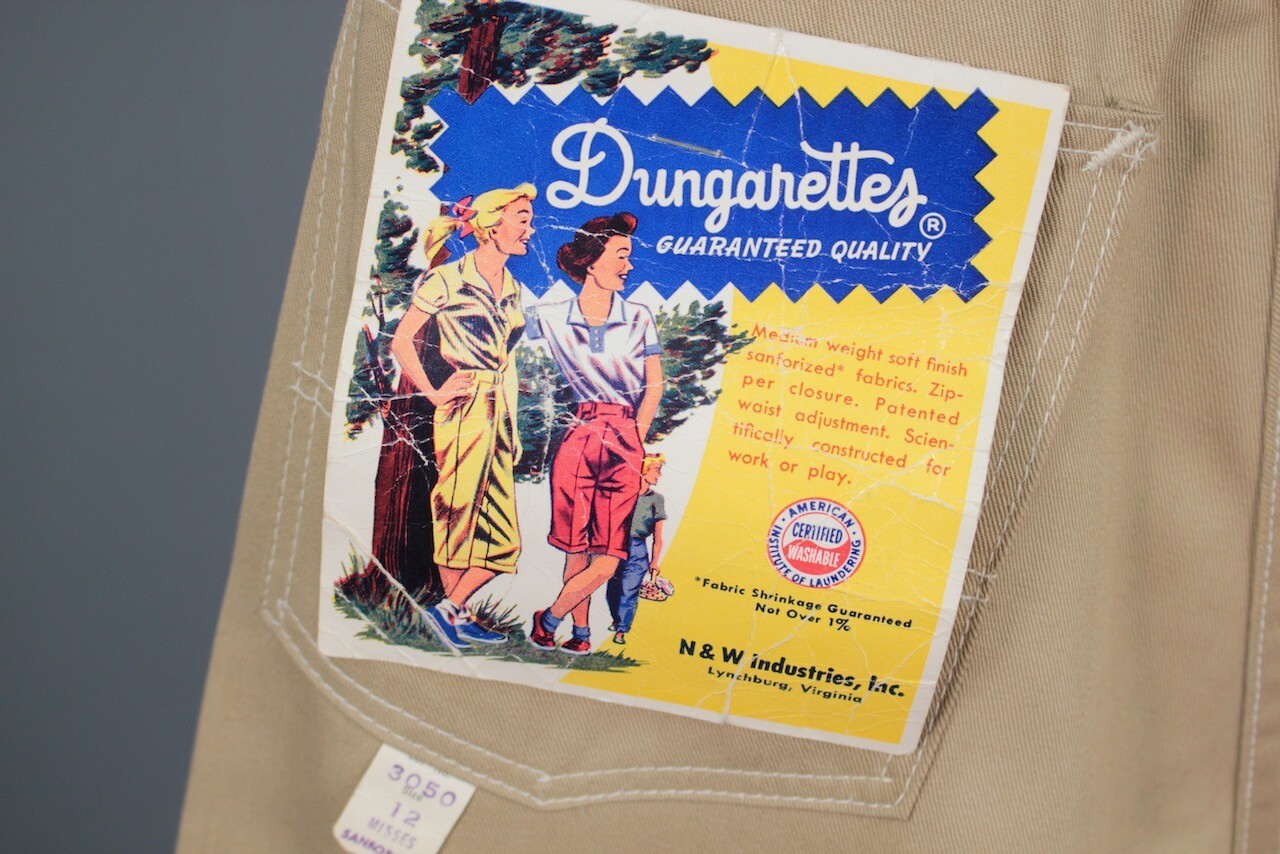 Dungarettes®
GUARANTEED QUALITY
Medium weight soft finish
sanforized* fabrics. Zip-
per closure. Patented
waist adjustment. Scien-
tifically constructed for
work or play.
AMERICAN
INSTITUTE OF LAUNDERING
CERTIFIED
WASHABLE
*Fabric Shrinkage Guaranteed
Not Over 1%
N & W industries, inc.
Lynchburg, Virginia
3050
Size
12
MISSES